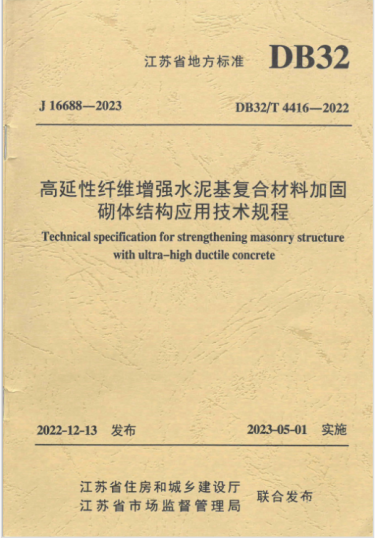 江苏省地方标准 DB32
J 16688—2023 DB32/T 4416—2022
高延性纤维增强水泥基复合材料加固
砌体结构应用技术规程
Technical specification for strengthening masonry structure
with ultra-high ductile concrete
2022-12-13 发布 2023-05-01 实施
江苏省住房和城乡建设厅
江苏省市场监督管理局 联合发布